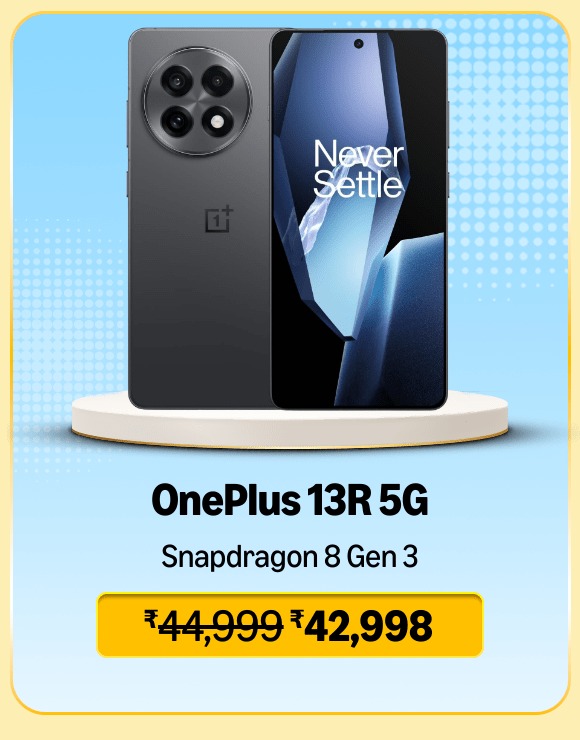 Never
Settle
OnePlus 13R 5G
Snapdragon 8 Gen 3
₹44,999 ₹42,998